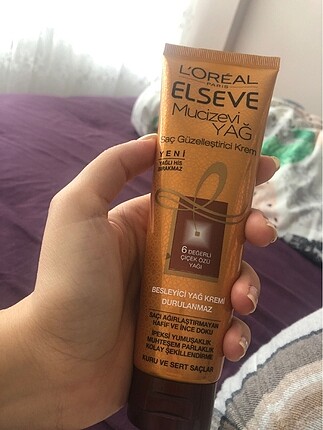 L'ORÉAL
PARIS
ELSEVE
Mucizevi
YAĞ
Saç Güzelleştirici Krem
YENİ
YAĞLI HİS
BIRAKMAZ
6 DEĞERLİ
ÇİÇEK ÖZÜ
YAĞI
BESLEYİCİ YAĞ KREMİ
DURULANMAZ
SAÇI AĞIRLAŞTIRMAYAN
HAFİF VE İNCE DOKU
İPEKSİ YUMUŞAKLIK
MUHTEŞEM PARLAKLIK
KOLAY ŞEKİLLENDİRME
KURU VE SERT SAÇLAR